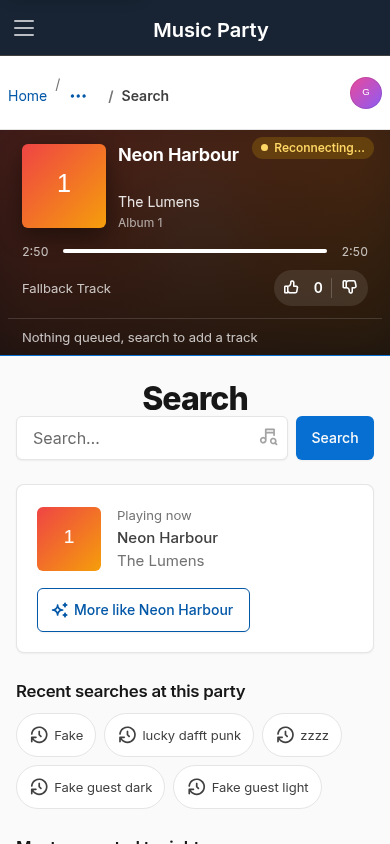 Music Party
Home / ••• / Search
G
1
Neon Harbour
Reconnecting...
The Lumens
Album 1
2:50
2:50
Fallback Track
0
Nothing queued, search to add a track
Search
Search...
Search
1
Playing now
Neon Harbour
The Lumens
More like Neon Harbour
Recent searches at this party
Fake
lucky dafft punk
zzzz
Fake guest dark
Fake guest light